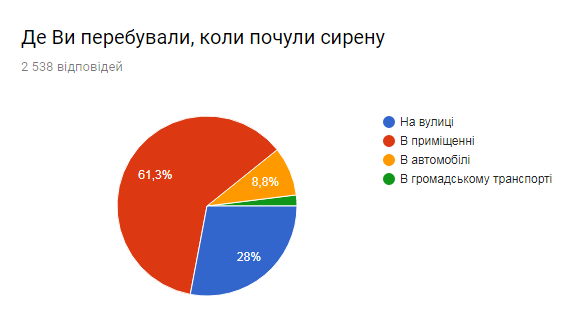 Де Ви перебували, коли почули сирену
2 538 відповідей
На вулиці
В приміщенні
В автомобілі
В громадському транспорті
61,3%
8,8%
28%